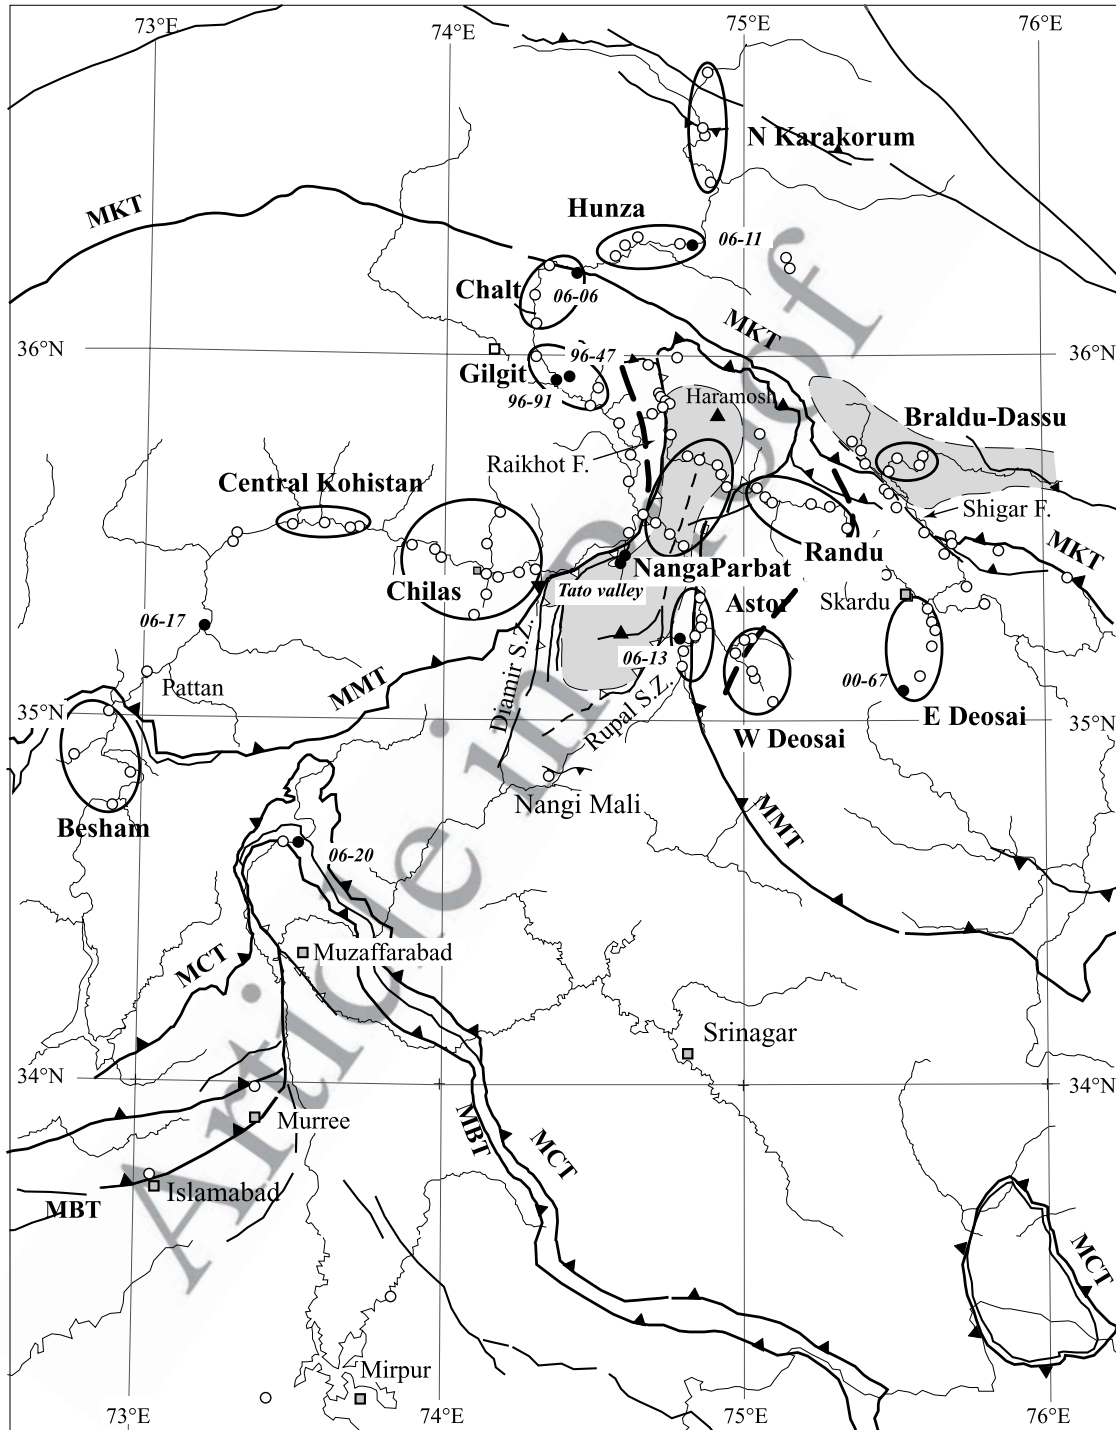 73°E
74°E
75°E
76°E
N Karakorum
MKT
Hunza
06-11
Chalt
06-06
MKT
36°N
96-47
36°N
Gilgit
96-91
Haramosh
Braldu-Dassu
Raikhot F.
Central Kohistan
Shigar F.
Randu
MKT
NangaParbat
Chilas
Tato valley
Astor
Skardu
06-17
06-13
Pattan
MMT
Diamir S.Z.
Rupal S.Z.
00-67
35°N
35°N
E Deosai
W Deosai
Nangi Mali
MMT
Besham
06-20
MCT
Muzaffarabad
Srinagar
34°N
34°N
Murree
MBT
MCT
Islamabad
MBT
MCT
Mirpur
73°E
74°E
75°E
76°E
Article in proof